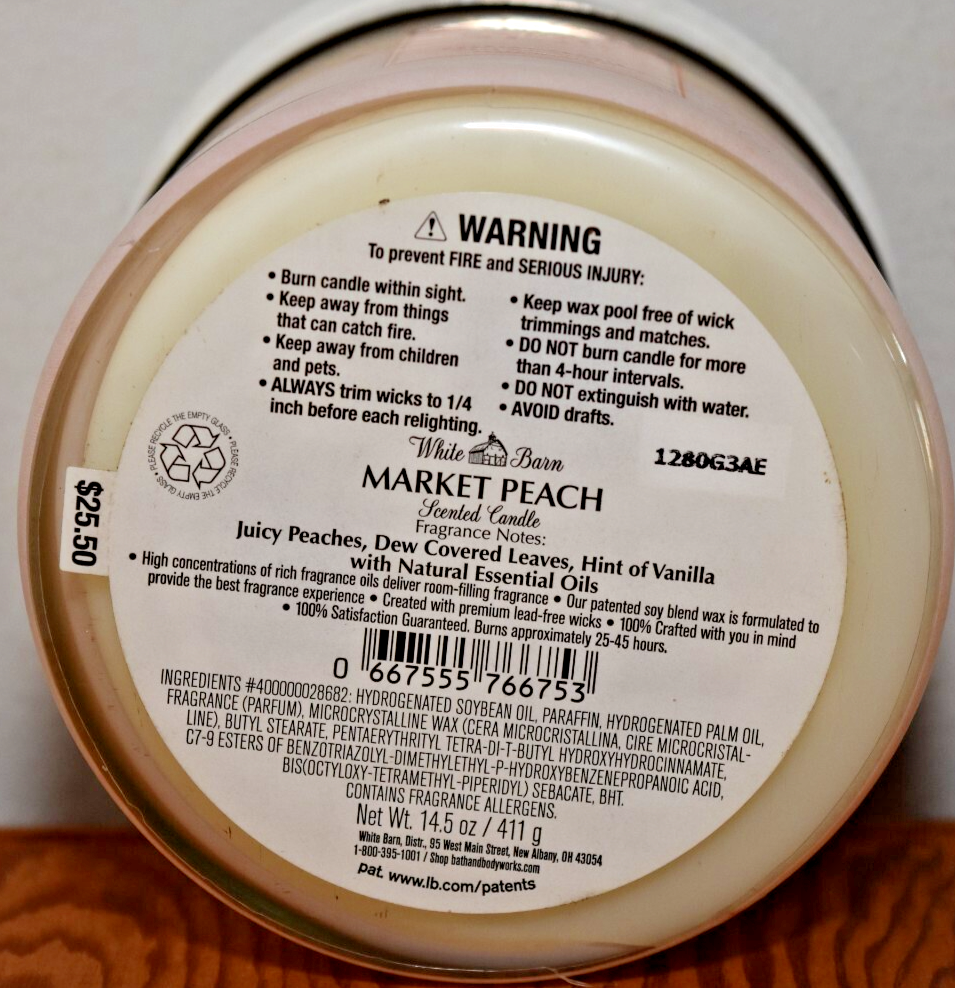 WARNING
To prevent FIRE and SERIOUS INJURY:
• Burn candle within sight.
• Keep away from things
that can catch fire.
• Keep away from children
and pets.
• ALWAYS trim wicks to 1/4
inch before each relighting.
• Keep wax pool free of wick
trimmings and matches.
• DO NOT burn candle for more
than 4-hour intervals.
• DO NOT extinguish with water.
• AVOID drafts.
PLEASE RECYCLE THE EMPTY GLASS • PLEASE RECYCLE THE EMPTY GLASS •
1280G3AE
$25.50
White Barn
MARKET PEACH
Scented Candle
Fragrance Notes:
Juicy Peaches, Dew Covered Leaves, Hint of Vanilla
with Natural Essential Oils
• High concentrations of rich fragrance oils deliver room-filling fragrance • Our patented soy blend wax is formulated to
provide the best fragrance experience • Created with premium lead-free wicks • 100% Crafted with you in mind
• 100% Satisfaction Guaranteed. Burns approximately 25-45 hours.
0 667555 766753
INGREDIENTS #400000028682: HYDROGENATED SOYBEAN OIL, PARAFFIN, HYDROGENATED PALM OIL,
FRAGRANCE (PARFUM), MICROCRYSTALLINE WAX (CERA MICROCRISTALLINA, CIRE MICROCRISTAL-
LINE), BUTYL STEARATE, PENTAERYTHRITYL TETRA-DI-T-BUTYL HYDROXYHYDROCINNAMATE,
C7-9 ESTERS OF BENZOTRIAZOLYL-DIMETHYLETHYL-P-HYDROXYBENZENEPROPANOIC ACID,
BIS(OCTYLOXY-TETRAMETHYL-PIPERIDYL) SEBACATE, BHT.
CONTAINS FRAGRANCE ALLERGENS.
Net Wt. 14.5 oz / 411 g
White Barn, Distr., 95 West Main Street, New Albany, OH 43054
1-800-395-1001 / Shop bathandbodyworks.com
pat. www.lb.com/patents